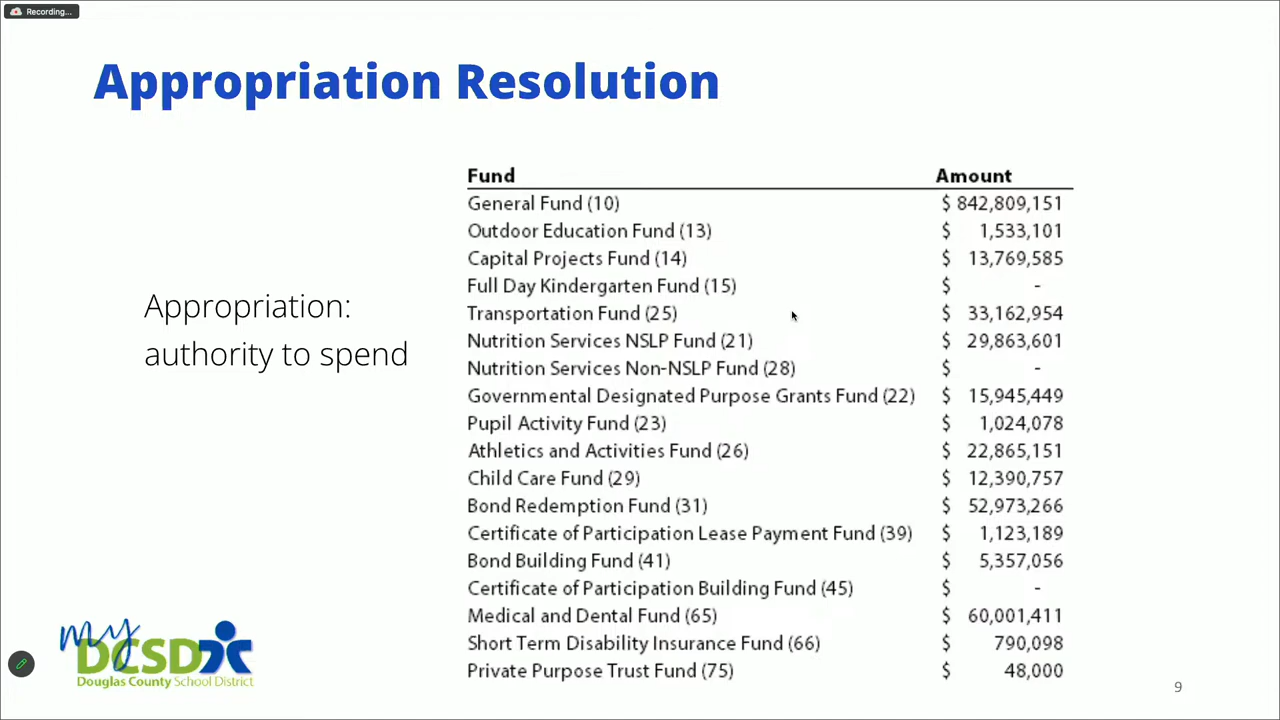 Recording...
Appropriation Resolution
Appropriation:
authority to spend
Fund Amount
General Fund (10) $ 842,809,151
Outdoor Education Fund (13) $ 1,533,101
Capital Projects Fund (14) $ 13,769,585
Full Day Kindergarten Fund (15) $ -
Transportation Fund (25) $ 33,162,954
Nutrition Services NSLP Fund (21) $ 29,863,601
Nutrition Services Non-NSLP Fund (28) $ -
Governmental Designated Purpose Grants Fund (22) $ 15,945,449
Pupil Activity Fund (23) $ 1,024,078
Athletics and Activities Fund (26) $ 22,865,151
Child Care Fund (29) $ 12,390,757
Bond Redemption Fund (31) $ 52,973,266
Certificate of Participation Lease Payment Fund (39) $ 1,123,189
Bond Building Fund (41) $ 5,357,056
Certificate of Participation Building Fund (45) $ -
Medical and Dental Fund (65) $ 60,001,411
Short Term Disability Insurance Fund (66) $ 790,098
Private Purpose Trust Fund (75) $ 48,000
my
DCSD
Douglas County School District
9